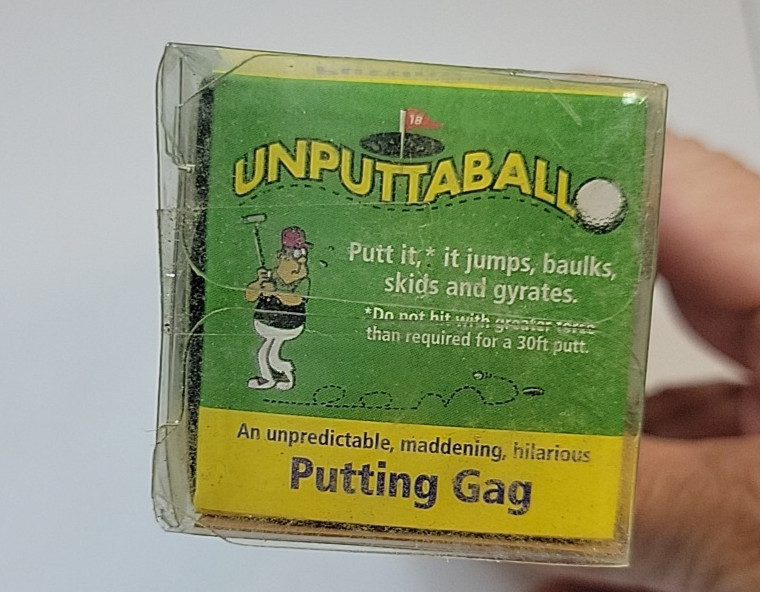 18
UNPUTTABALL
Putt it,* it jumps, baulks,
skids and gyrates.
*Do not hit with greater force
than required for a 30ft putt.
An unpredictable, maddening, hilarious
Putting Gag